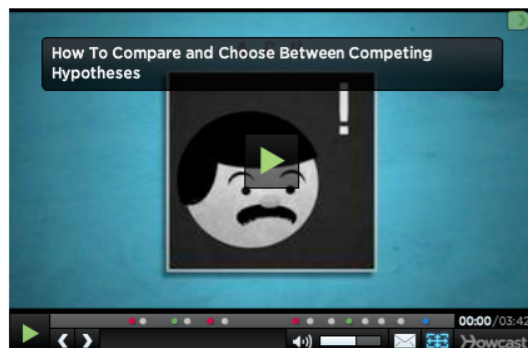 How To Compare and Choose Between Competing
Hypotheses
!
00:00/03:42
Howcast